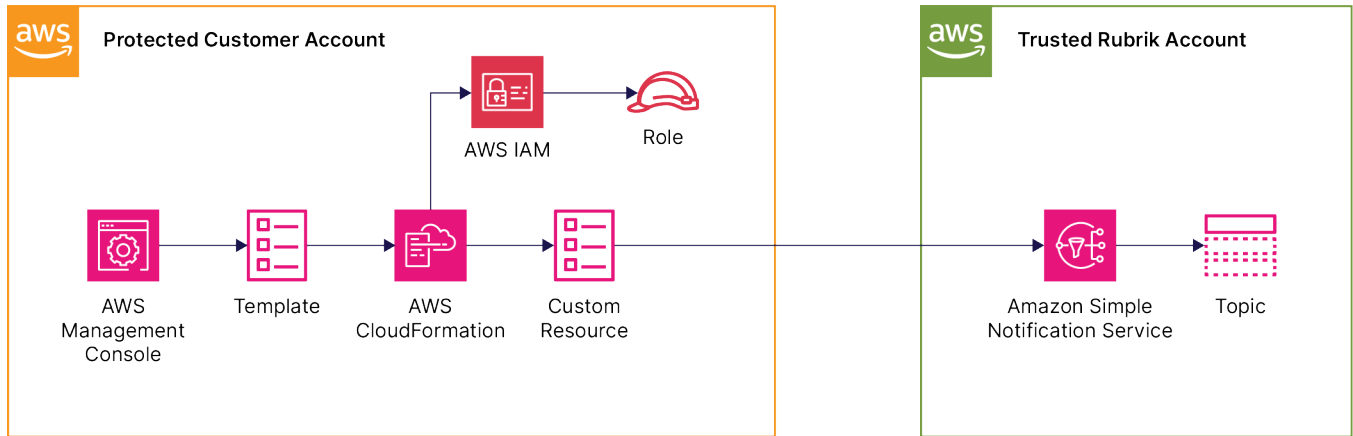 aws
Protected Customer Account
aws
Trusted Rubrik Account
AWS IAM
Role
AWS
Management
Console
Template
AWS
CloudFormation
Custom
Resource
Amazon Simple
Notification Service
Topic